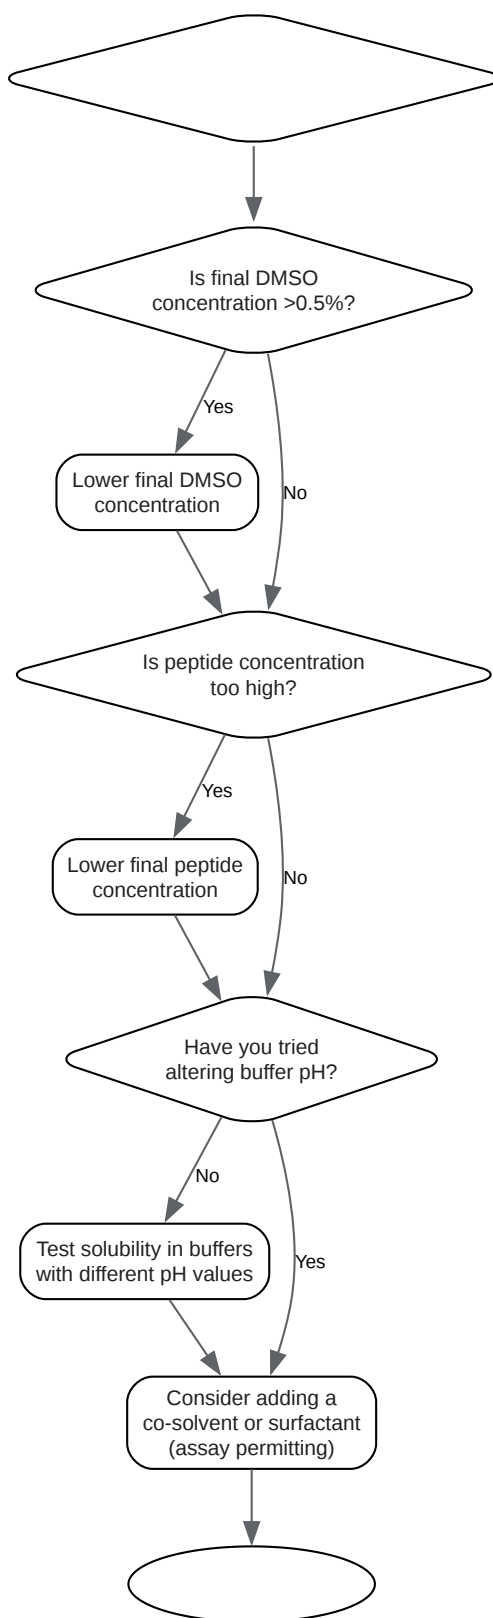 Is final DMSO
concentration >0.5%?
Yes
Lower final DMSO
concentration
No
Is peptide concentration
too high?
Yes
Lower final peptide
concentration
No
Have you tried
altering buffer pH?
No
Test solubility in buffers
with different pH values
Yes
Consider adding a
co-solvent or surfactant
(assay permitting)